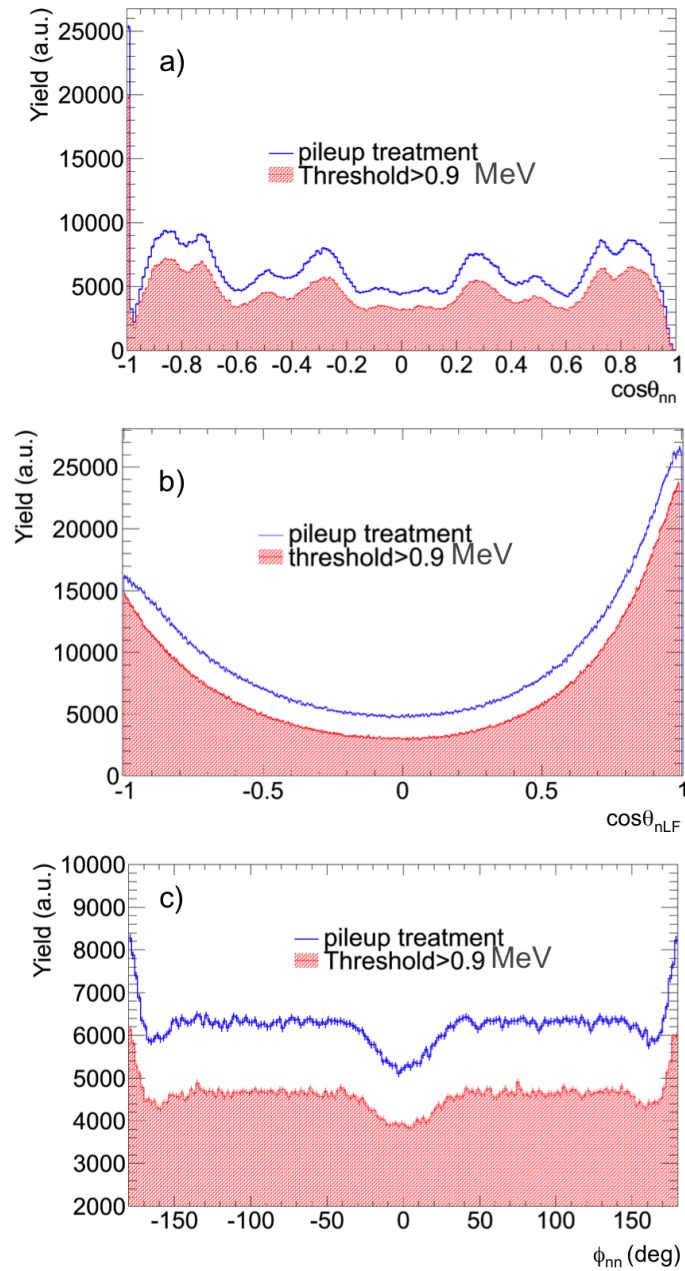 a)
Yield (a.u.)
25000
20000
15000
10000
5000
0
pileup treatment
Threshold>0.9 MeV
-1 -0.8 -0.6 -0.4 -0.2 0 0.2 0.4 0.6 0.8 1
cosθnn
b)
Yield (a.u.)
25000
20000
15000
10000
5000
0
pileup treatment
threshold>0.9 MeV
-1 -0.5 0 0.5 1
cosθnLF
c)
Yield (a.u.)
10000
9000
8000
7000
6000
5000
4000
3000
2000
pileup treatment
Threshold>0.9 MeV
-150 -100 -50 0 50 100 150
ϕnn (deg)